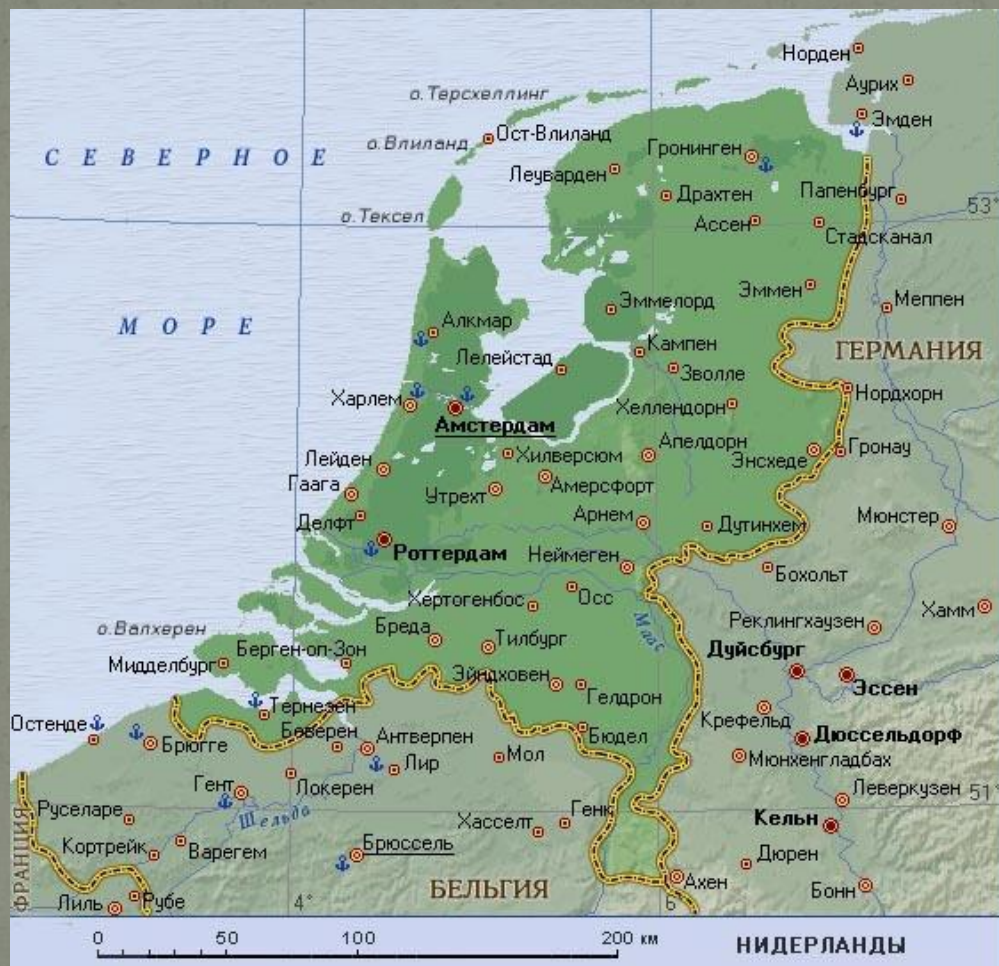 Норден
Аурих
о.Терсхеллинг
Эмден
Ост-Влиланд
о.Влиланд
СЕВЕРНОЕ
Гронинген
Леуварден
Драхтен
Папенбург
53°
о.Тексел
Ассен
Стадсканал
Эммен
Эммелорд
Меппен
МОРЕ
Алкмар
Кампен
ГЕРМАНИЯ
Лелейстад
Зволле
Нордхорн
Харлем
Хеллендорн
Амстердам
Апелдорн
Хилверсюм
Энсхеде
Гронау
Лейден
Гаага
Утрехт
Амерсфорт
Делфт
Арнем
Дутинхем
Мюнстер
Роттердам
Неймеген
Бохольт
Хертогенбос
Осс
Хамм
Маас
Реклингхаузен
о.Валхерен
Бреда
Тилбург
Берген-оп-Зон
Мидделбург
Дуйсбург
Эйндховен
Эссен
Гелдрон
Тернезен
Крефельд
Остенде
Беверен
Бюдел
Дюссельдорф
Брюгге
Антверпен
Мол
Мюнхенгладбах
Лир
Гент
Локерен
Леверкузен
51°
Шельда
Руселаре
Генк
Хасселт
Кельн
ФРАНЦИЯ
Кортрейк
Варегем
Брюссель
Дюрен
Ахен
БЕЛЬГИЯ
Бонн
Лиль
Рубе
4°
6°
0 50 100 200 км
НИДЕРЛАНДЫ